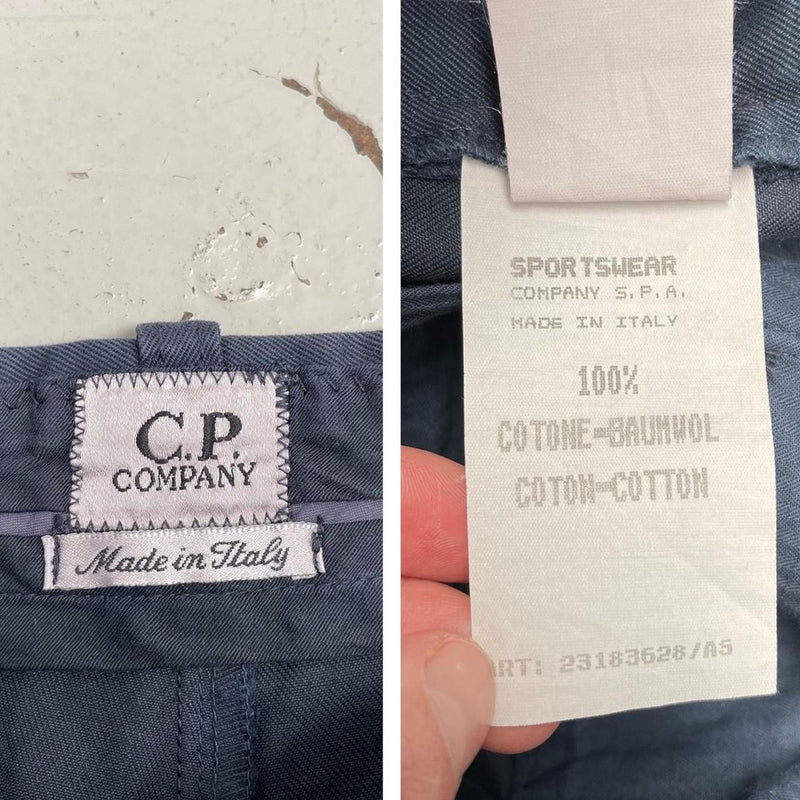 C.P.
COMPANY
Made in Italy
SPORTSWEAR
COMPANY S.P.A.
MADE IN ITALY
100%
COTONE-BAUMWOL
COTON-COTTON
ART: 23183628/A5